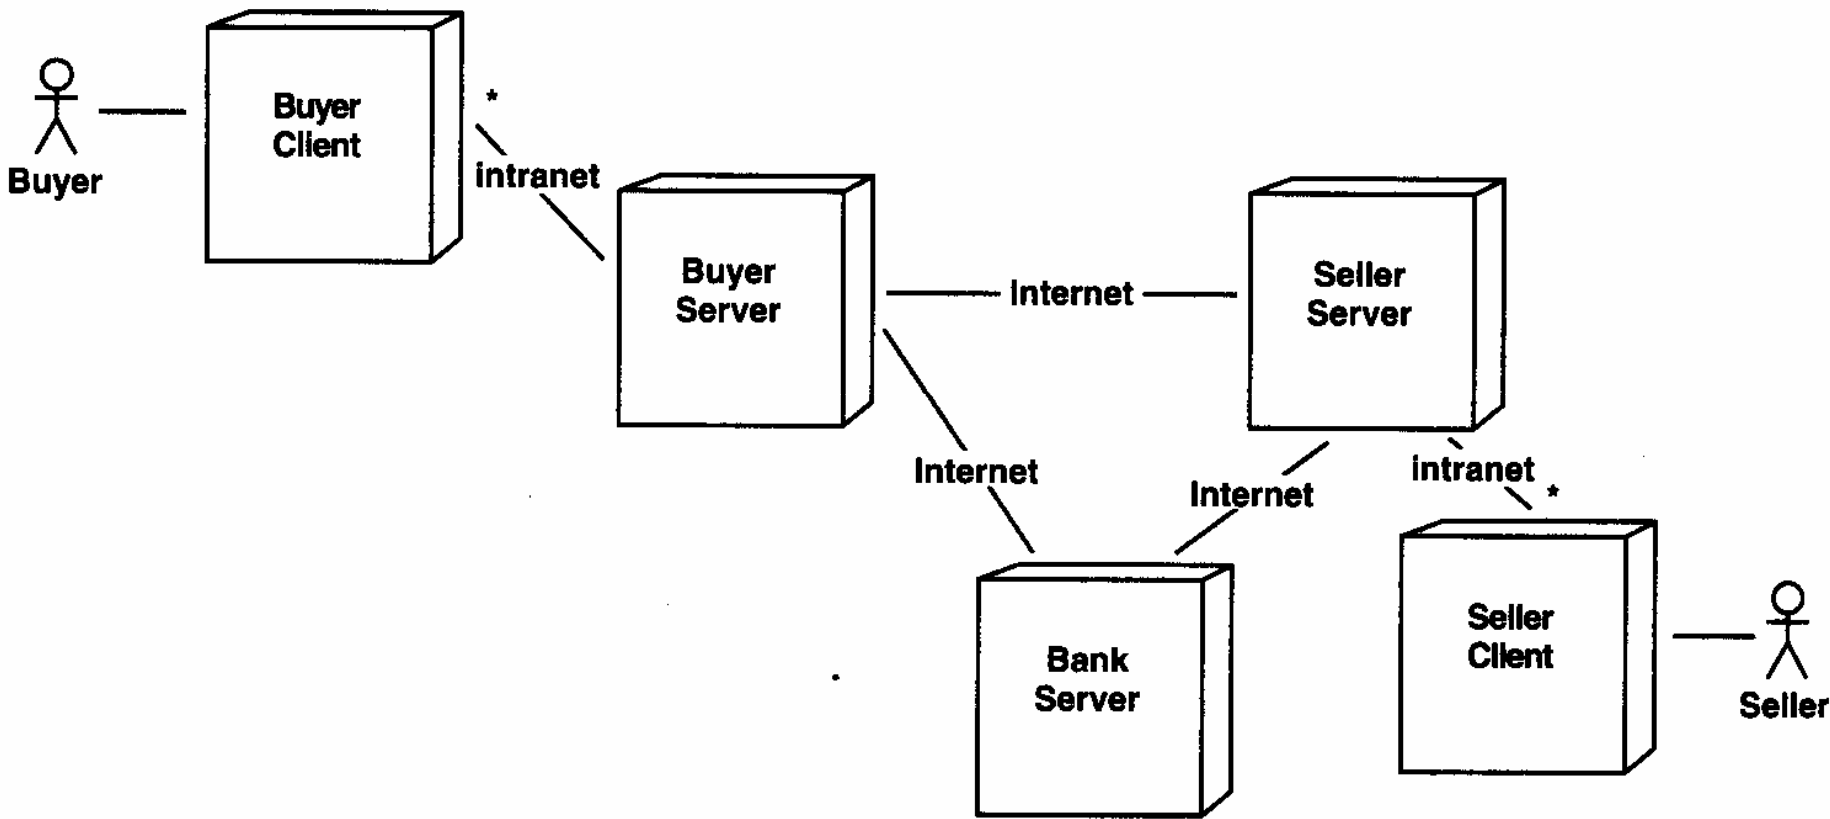 Buyer
Client
*
Buyer
intranet
Buyer
Server
Internet
Seller
Server
Internet
Internet
intranet
*
Seller
Client
Bank
Server
Seller